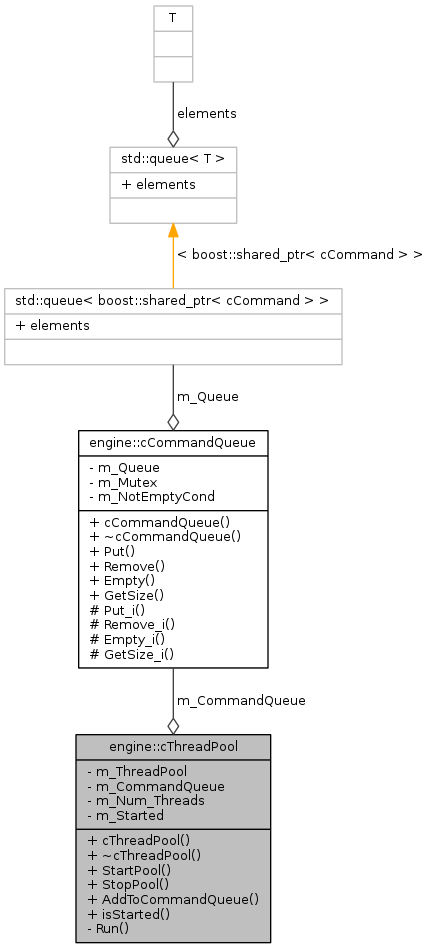 T
elements
std::queue< T >
+ elements
< boost::shared_ptr< cCommand > >
std::queue< boost::shared_ptr< cCommand > >
+ elements
m_Queue
engine::cCommandQueue
- m_Queue
- m_Mutex
- m_NotEmptyCond
+ cCommandQueue()
+ ~cCommandQueue()
+ Put()
+ Remove()
+ Empty()
+ GetSize()
# Put_i()
# Remove_i()
# Empty_i()
# GetSize_i()
m_CommandQueue
engine::cThreadPool
- m_ThreadPool
- m_CommandQueue
- m_Num_Threads
- m_Started
+ cThreadPool()
+ ~cThreadPool()
+ StartPool()
+ StopPool()
+ AddToCommandQueue()
+ isStarted()
- Run()